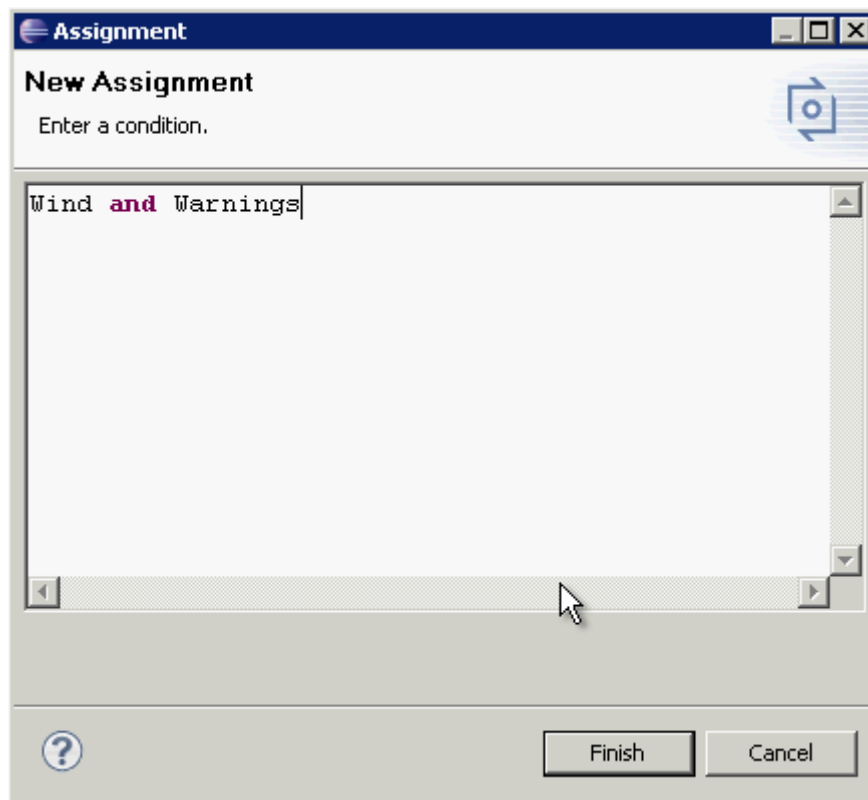 Assignment
New Assignment
Enter a condition.
Wind and Warnings
?
Finish
Cancel